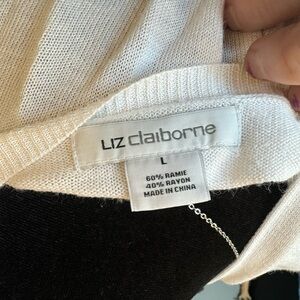 LIZ claiborne
L
60% RAMIE
40% RAYON
MADE IN CHINA